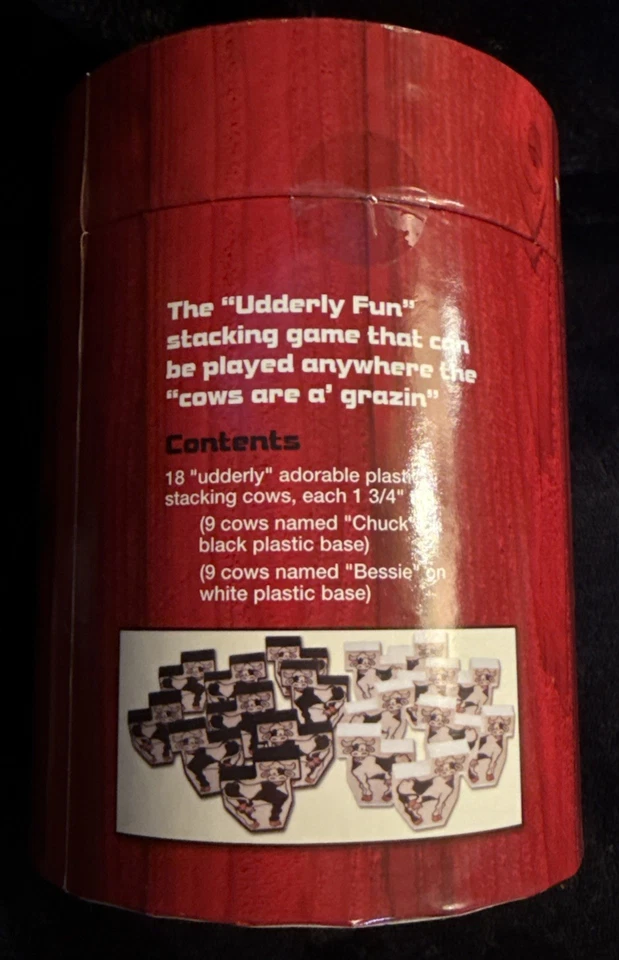 The “Udderly Fun”
stacking game that can
be played anywhere the
“cows are a' grazin”
Contents
18 "udderly" adorable
stacking cows, each 1 3/4"
(9 cows named "Chuck"
black plastic base)
(9 cows named "Bessie" on
white plastic base)